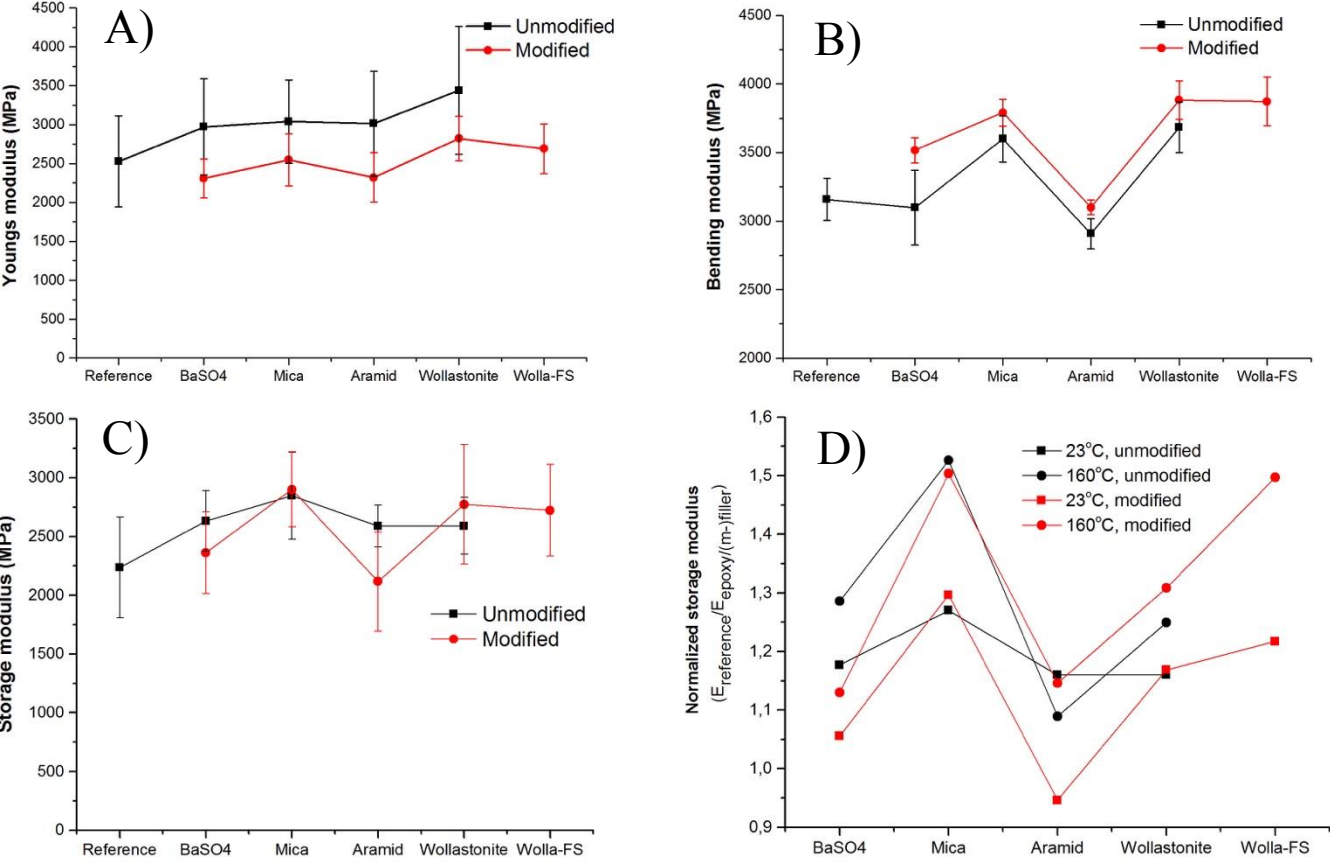 A)
Unmodified
Modified
Youngs modulus (MPa)
4500
4000
3500
3000
2500
2000
1500
1000
500
0
Reference BaSO4 Mica Aramid Wollastonite Wolla-FS
B)
Unmodified
Modified
Bending modulus (MPa)
4500
4000
3500
3000
2500
2000
Reference BaSO4 Mica Aramid Wollastonite Wolla-FS
C)
Unmodified
Modified
Storage modulus (MPa)
3500
3000
2500
2000
1500
1000
500
0
Reference BaSO4 Mica Aramid Wollastonite Wolla-FS
D)
23°C, unmodified
160°C, unmodified
23°C, modified
160°C, modified
Normalized storage modulus
(Ereference/Eepoxy/(m-)filler)
1,6
1,5
1,4
1,3
1,2
1,1
1,0
0,9
BaSO4 Mica Aramid Wollastonite Wolla-FS